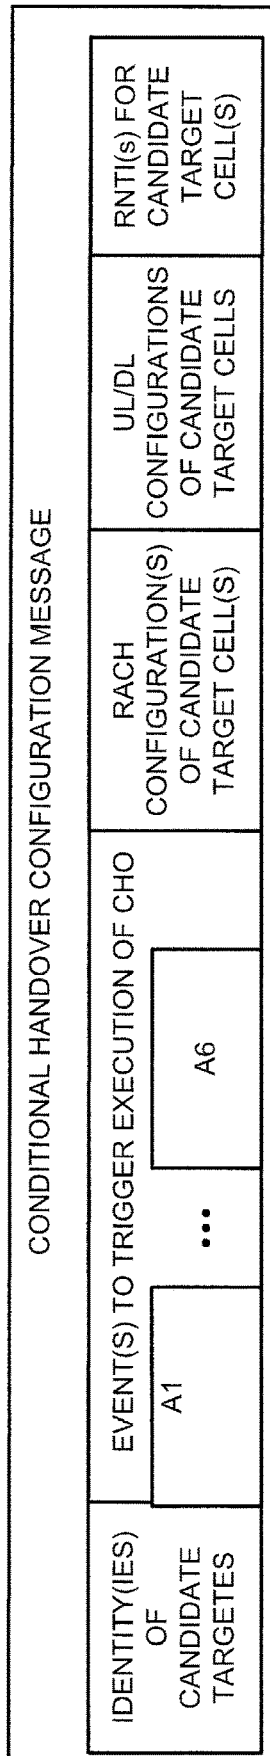 CONDITIONAL HANDOVER CONFIGURATION MESSAGE
IDENTITY(IES)
OF
CANDIDATE
TARGETES
EVENT(S) TO TRIGGER EXECUTION OF CHO
A1
•••
A6
RACH
CONFIGURATION(S)
OF CANDIDATE
TARGET CELL(S)
UL/DL
CONFIGURATIONS
OF CANDIDATE
TARGET CELLS
RNTI(s) FOR
CANDIDATE
TARGET
CELL(S)